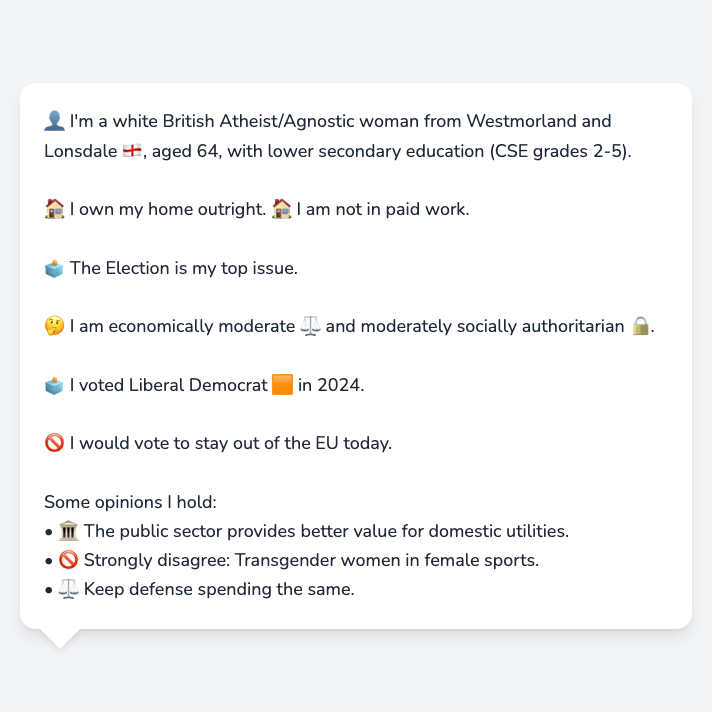 👤 I'm a white British Atheist/Agnostic woman from Westmorland and
Lonsdale 🏴󠁧󠁢󠁥󠁮󠁧󠁿, aged 64, with lower secondary education (CSE grades 2-5).
🏠 I own my home outright. 🏠 I am not in paid work.
🗳️ The Election is my top issue.
🤔 I am economically moderate ⚖️ and moderately socially authoritarian 🔒.
🗳️ I voted Liberal Democrat 🟧 in 2024.
🚫 I would vote to stay out of the EU today.
Some opinions I hold:
• 🏛️ The public sector provides better value for domestic utilities.
• 🚫 Strongly disagree: Transgender women in female sports.
• ⚖️ Keep defense spending the same.